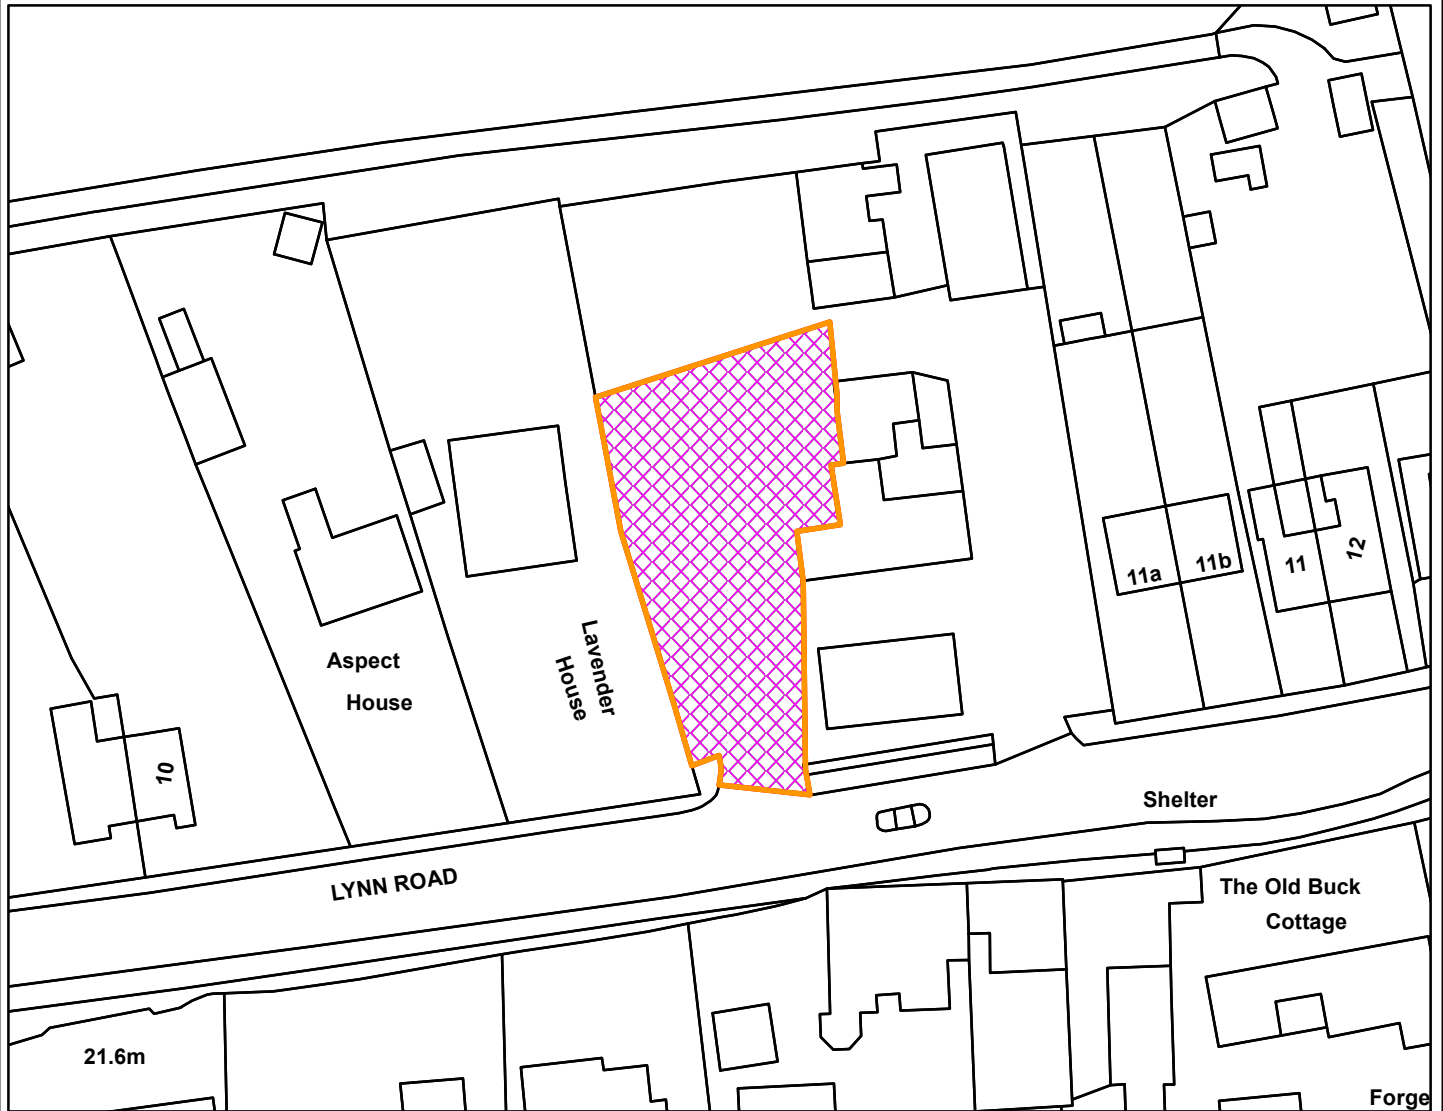 11a
11b
11
12
Lavender
House
Aspect
House
10
Shelter
LYNN ROAD
The Old Buck
Cottage
21.6m
Forge